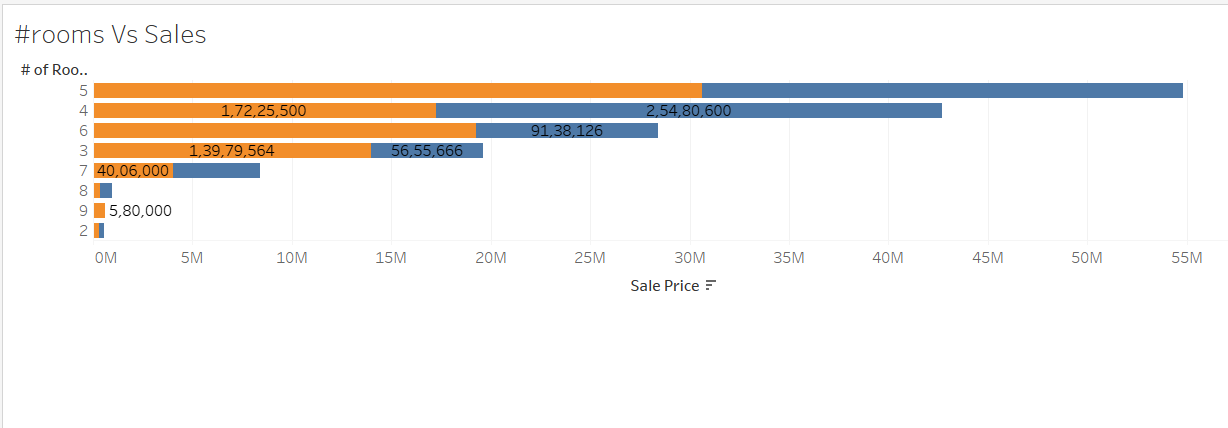 #rooms Vs Sales
# of Roo..
5
4 1,72,25,500 2,54,80,600
6 91,38,126
3 1,39,79,564 56,55,666
7 40,06,000
8
9 5,80,000
2
0M 5M 10M 15M 20M 25M 30M 35M 40M 45M 50M 55M
Sale Price